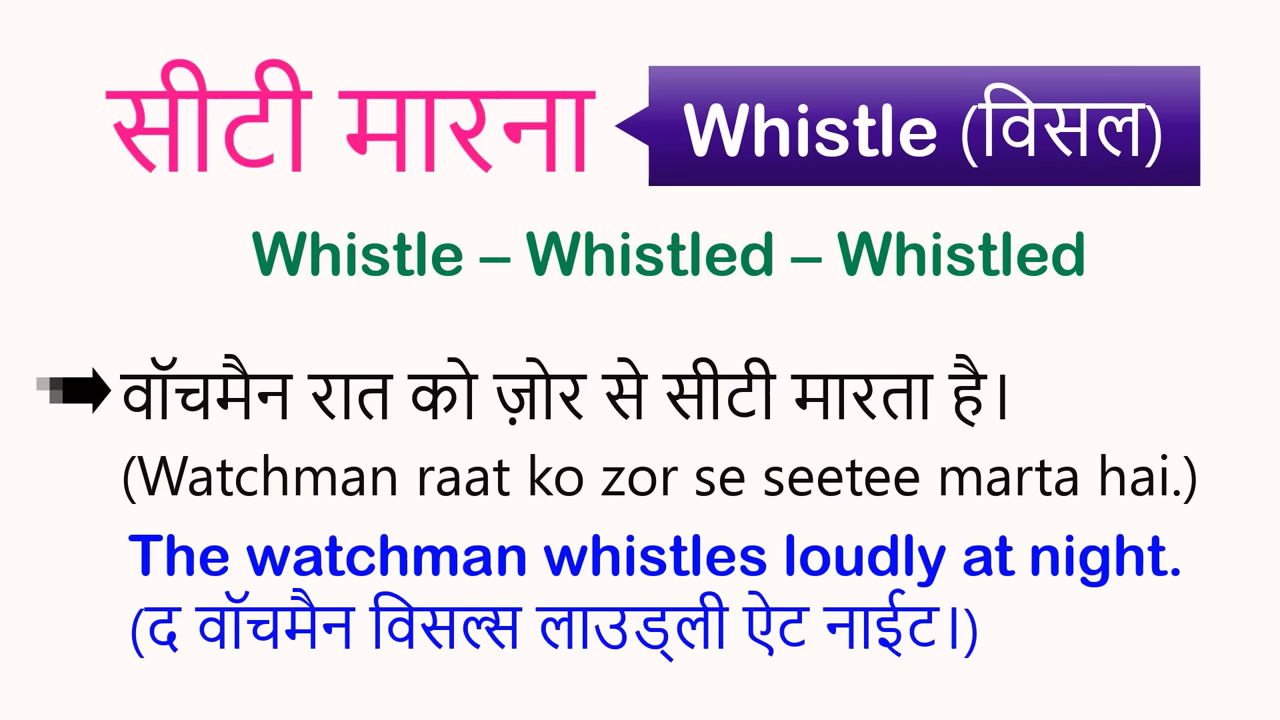 सीटी मारना Whistle (विसल)
Whistle – Whistled – Whistled
वॉचमैन रात को ज़ोर से सीटी मारता है।
(Watchman raat ko zor se seetee marta hai.)
The watchman whistles loudly at night.
(द वॉचमैन विसल्स लाउड्ली ऐट नाईट।)